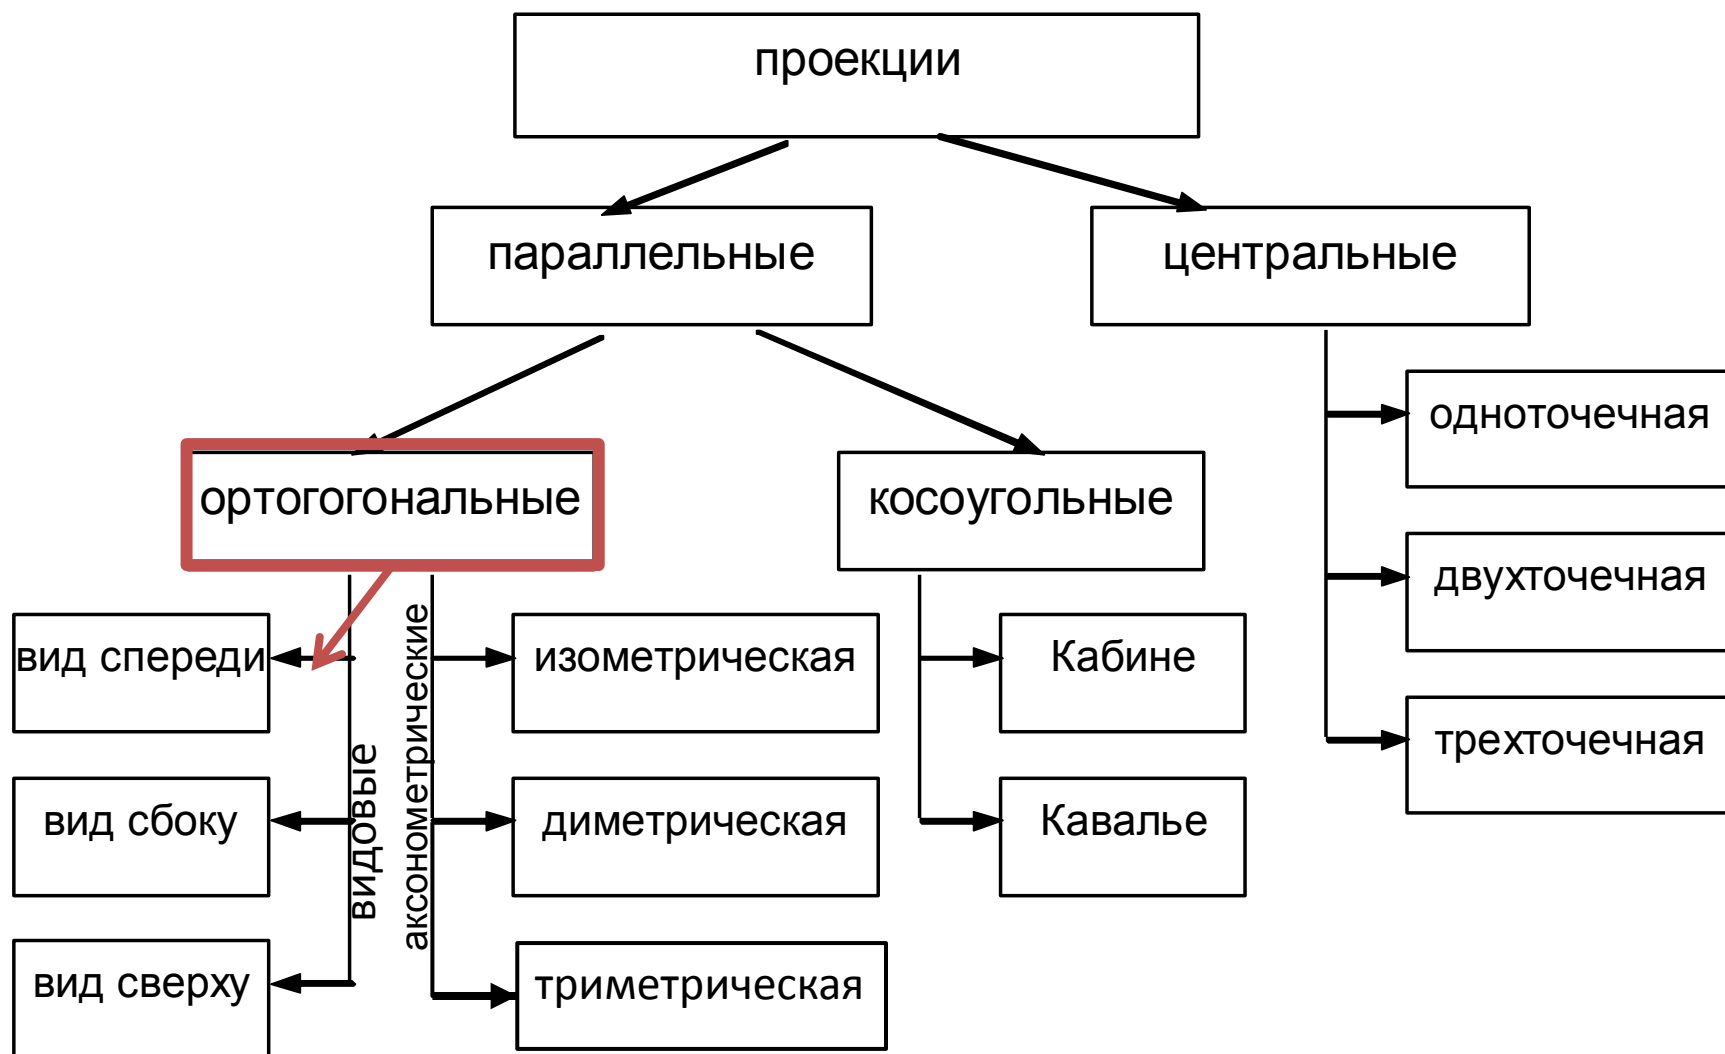 проекции
параллельные
центральные
одноточечная
ортогогональные
косоугольные
двухточечная
вид спереди
изометрическая
Кабине
трехточечная
видовые
аксонометрические
вид сбоку
диметрическая
Кавалье
вид сверху
триметрическая